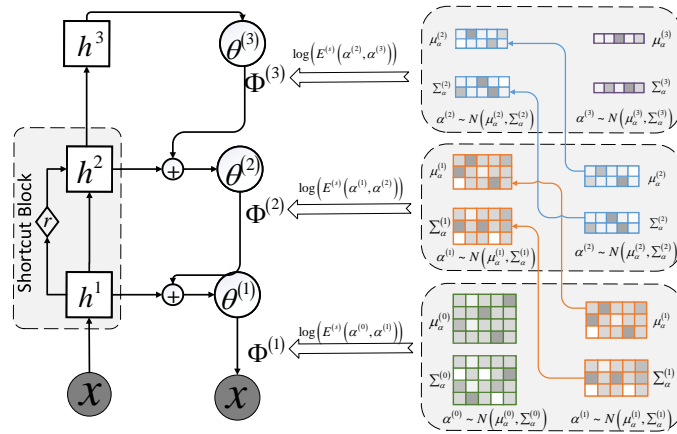 h³
θ⁽³⁾
log(E⁽ˢ⁾(α⁽²⁾, α⁽³⁾))
Φ⁽³⁾
μ_α⁽²⁾
μ_α⁽³⁾
Σ_α⁽²⁾
Σ_α⁽³⁾
α⁽²⁾ ~ N(μ_α⁽²⁾, Σ_α⁽²⁾)
α⁽³⁾ ~ N(μ_α⁽³⁾, Σ_α⁽³⁾)
Shortcut Block
r
h²
+
θ⁽²⁾
log(E⁽ˢ⁾(α⁽¹⁾, α⁽²⁾))
Φ⁽²⁾
μ_α⁽¹⁾
μ_α⁽²⁾
Σ_α⁽¹⁾
Σ_α⁽²⁾
α⁽¹⁾ ~ N(μ_α⁽¹⁾, Σ_α⁽¹⁾)
α⁽²⁾ ~ N(μ_α⁽²⁾, Σ_α⁽²⁾)
h¹
+
θ⁽¹⁾
log(E⁽ˢ⁾(α⁽⁰⁾, α⁽¹⁾))
Φ⁽¹⁾
μ_α⁽⁰⁾
μ_α⁽¹⁾
Σ_α⁽⁰⁾
Σ_α⁽¹⁾
α⁽⁰⁾ ~ N(μ_α⁽⁰⁾, Σ_α⁽⁰⁾)
α⁽¹⁾ ~ N(μ_α⁽¹⁾, Σ_α⁽¹⁾)
x
x